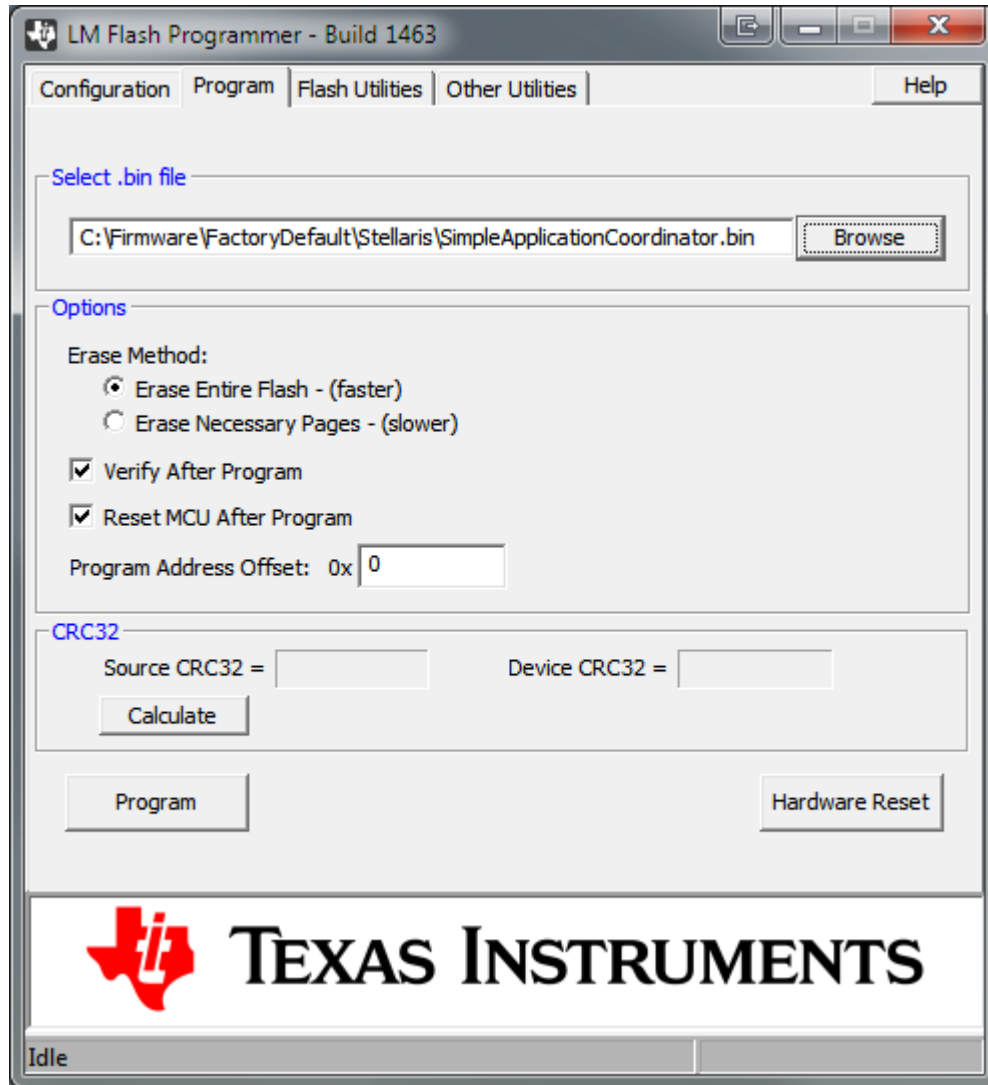 LM Flash Programmer - Build 1463
Configuration Program Flash Utilities Other Utilities Help
Select .bin file
C:\Firmware\FactoryDefault\Stellaris\SimpleApplicationCoordinator.bin Browse
Options
Erase Method:
Erase Entire Flash - (faster)
Erase Necessary Pages - (slower)
Verify After Program
Reset MCU After Program
Program Address Offset: 0x 0
CRC32
Source CRC32 = Device CRC32 =
Calculate
Program Hardware Reset
TEXAS INSTRUMENTS
Idle